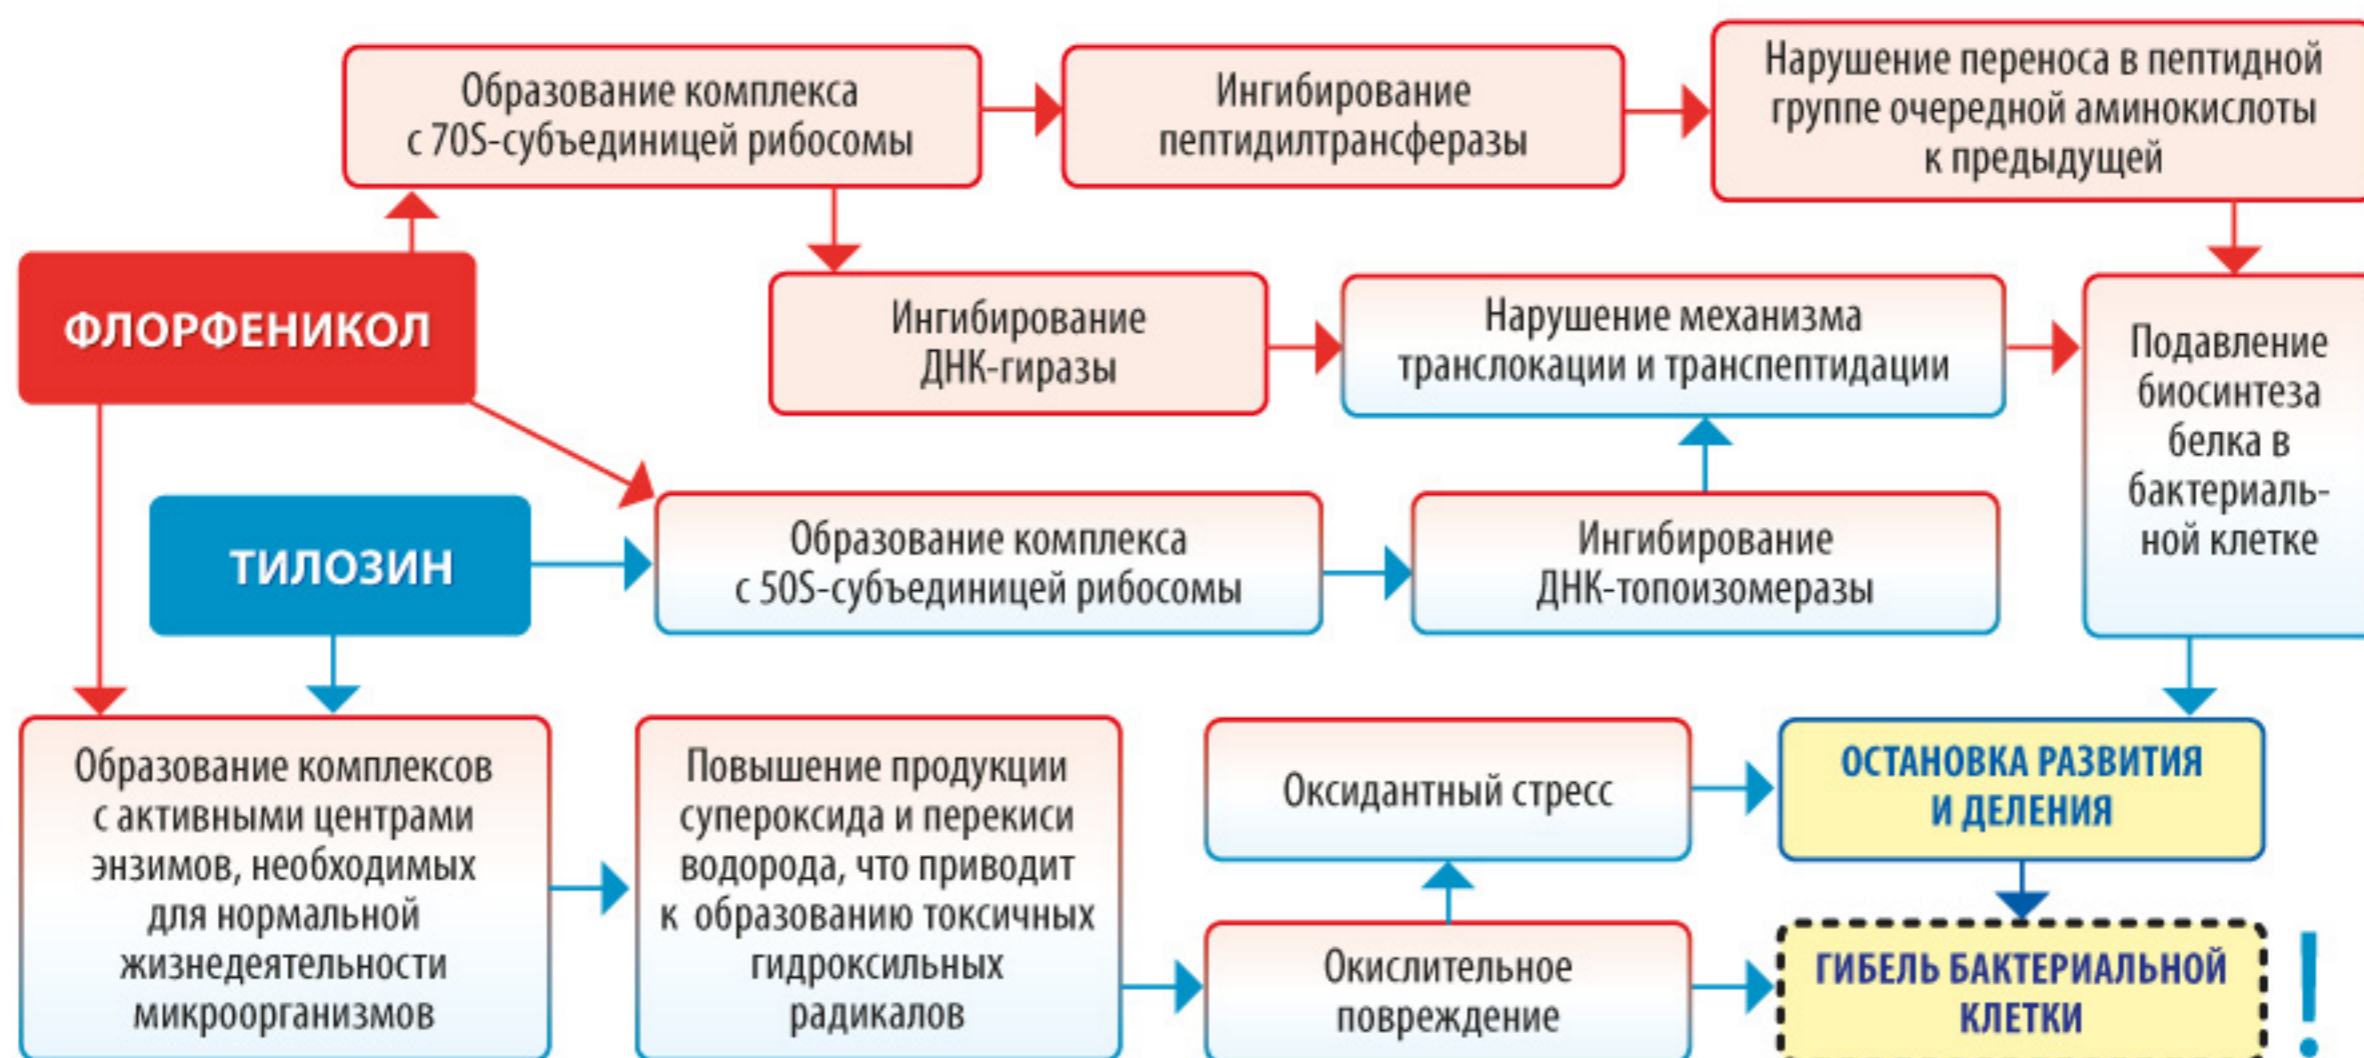 Образование комплекса
с 70S-субъединицей рибосомы
Ингибирование
пептидилтрансферазы
Нарушение переноса в пептидной
группе очередной аминокислоты
к предыдущей
ФЛОРФЕНИКОЛ
Ингибирование
ДНК-гиразы
Нарушение механизма
транслокации и транспептидации
Подавление
биосинтеза
белка в
бактериаль-
ной клетке
ТИЛОЗИН
Образование комплекса
с 50S-субъединицей рибосомы
Ингибирование
ДНК-топоизомеразы
Образование комплексов
с активными центрами
энзимов, необходимых
для нормальной
жизнедеятельности
микроорганизмов
Повышение продукции
супероксида и перекиси
водорода, что приводит
к образованию токсичных
гидроксильных
радикалов
Оксидантный стресс
Окислительное
повреждение
ОСТАНОВКА РАЗВИТИЯ
И ДЕЛЕНИЯ
ГИБЕЛЬ БАКТЕРИАЛЬНОЙ
КЛЕТКИ
!